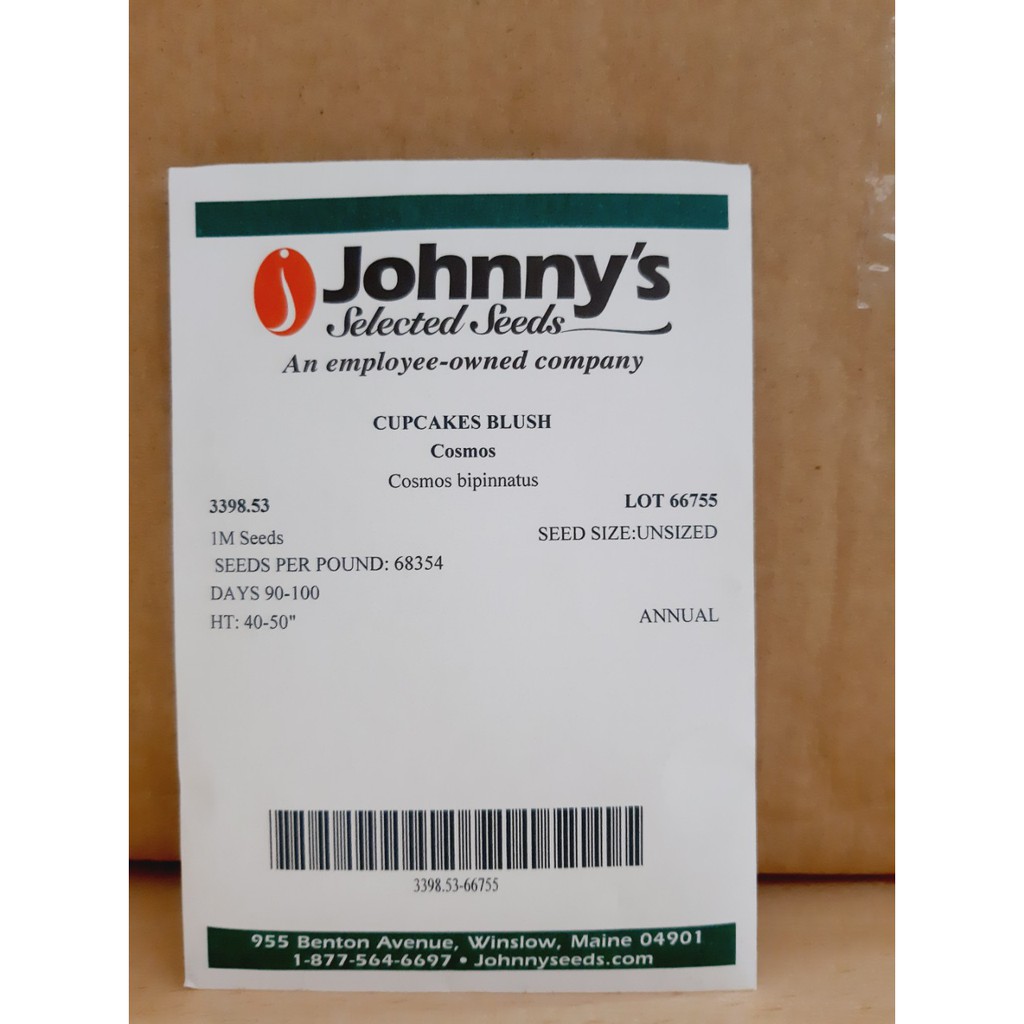 Johnny's
Selected Seeds
An employee-owned company
CUPCAKES BLUSH
Cosmos
Cosmos bipinnatus
3398.53 LOT 66755
1M Seeds SEED SIZE:UNSIZED
SEEDS PER POUND: 68354
DAYS 90-100
HT: 40-50" ANNUAL
3398.53-66755
955 Benton Avenue, Winslow, Maine 04901
1-877-564-6697 • Johnnyseeds.com